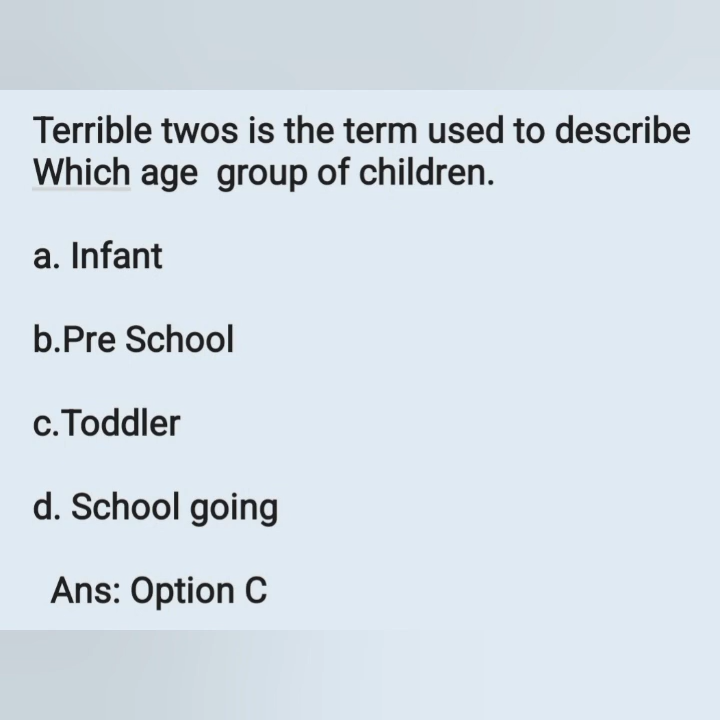 Terrible twos is the term used to describe
Which age  group of children.
a. Infant
b.Pre School
c.Toddler
d. School going
Ans: Option C